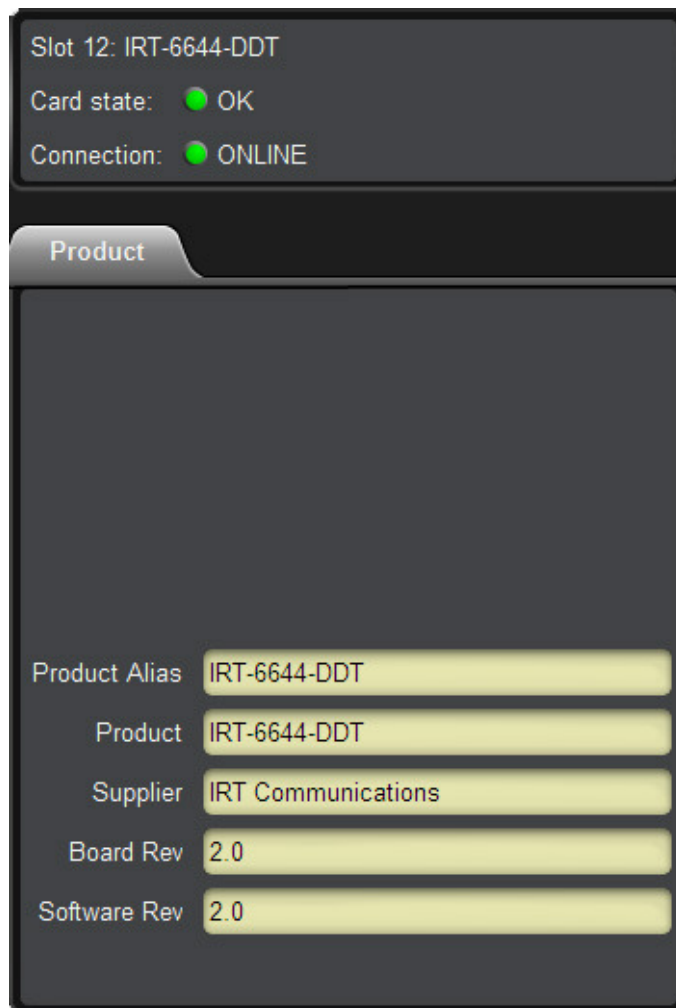 Slot 12: IRT-6644-DDT
Card state: OK
Connection: ONLINE
Product
Product Alias IRT-6644-DDT
Product IRT-6644-DDT
Supplier IRT Communications
Board Rev 2.0
Software Rev 2.0